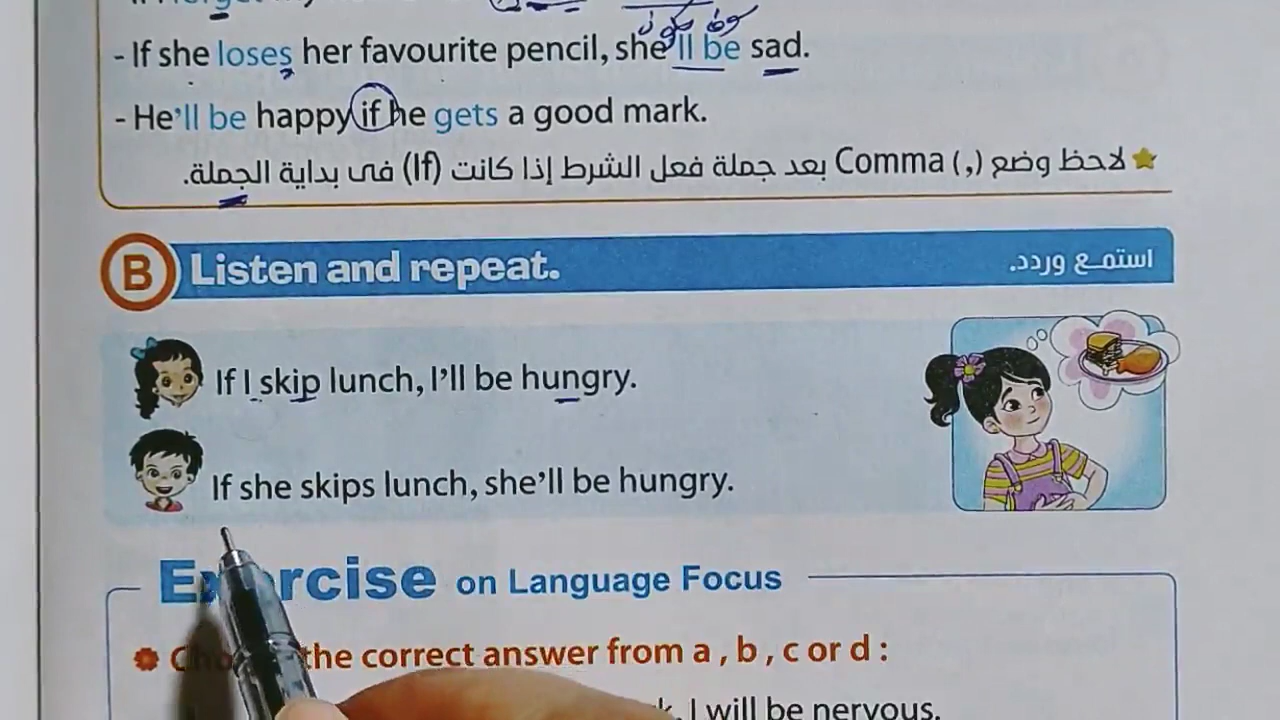 - If she loses her favourite pencil, she'll be sad.
سوف يكون
- He'll be happy if he gets a good mark.
لاحظ وضع (,) Comma بعد جملة فعل الشرط إذا كانت (If) فى بداية الجملة.
B Listen and repeat. استمع وردد.
If I skip lunch, I'll be hungry.
If she skips lunch, she'll be hungry.
Exercise on Language Focus
the correct answer from a , b , c or d :
I will be nervous.